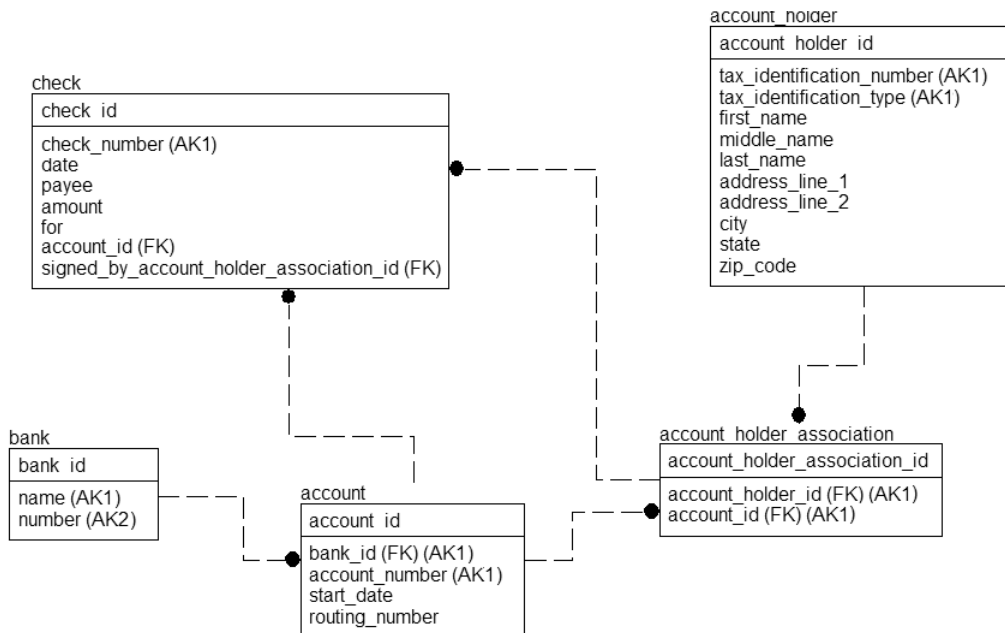 account_holder
account_holder_id
tax_identification_number (AK1)
tax_identification_type (AK1)
first_name
middle_name
last_name
address_line_1
address_line_2
city
state
zip_code
check
check_id
check_number (AK1)
date
payee
amount
for
account_id (FK)
signed_by_account_holder_association_id (FK)
bank
bank_id
name (AK1)
number (AK2)
account
account_id
bank_id (FK) (AK1)
account_number (AK1)
start_date
routing_number
account_holder_association
account_holder_association_id
account_holder_id (FK) (AK1)
account_id (FK) (AK1)